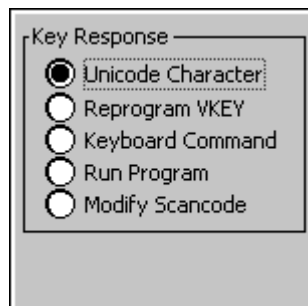 Key Response
Unicode Character
Reprogram VKEY
Keyboard Command
Run Program
Modify Scancode